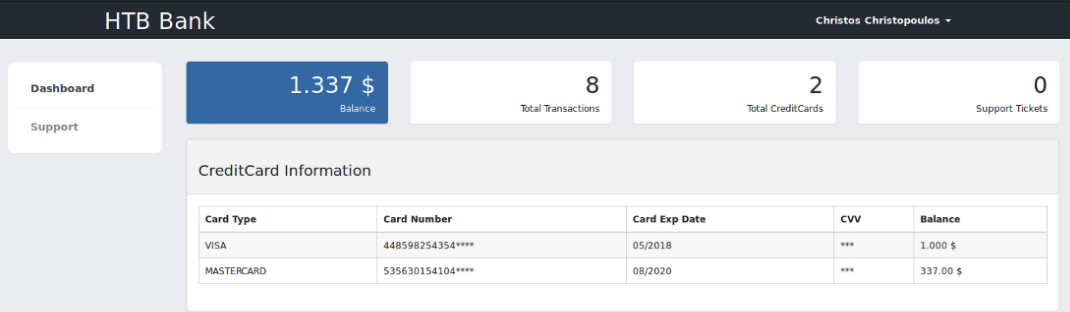 HTB Bank Christos Christopoulos
Dashboard
Support
1.337 $
Balance
8
Total Transactions
2
Total CreditCards
0
Support Tickets
CreditCard Information
Card Type Card Number Card Exp Date CVV Balance
VISA 448598254354**** 05/2018 *** 1.000 $
MASTERCARD 535630154104**** 08/2020 *** 337.00 $